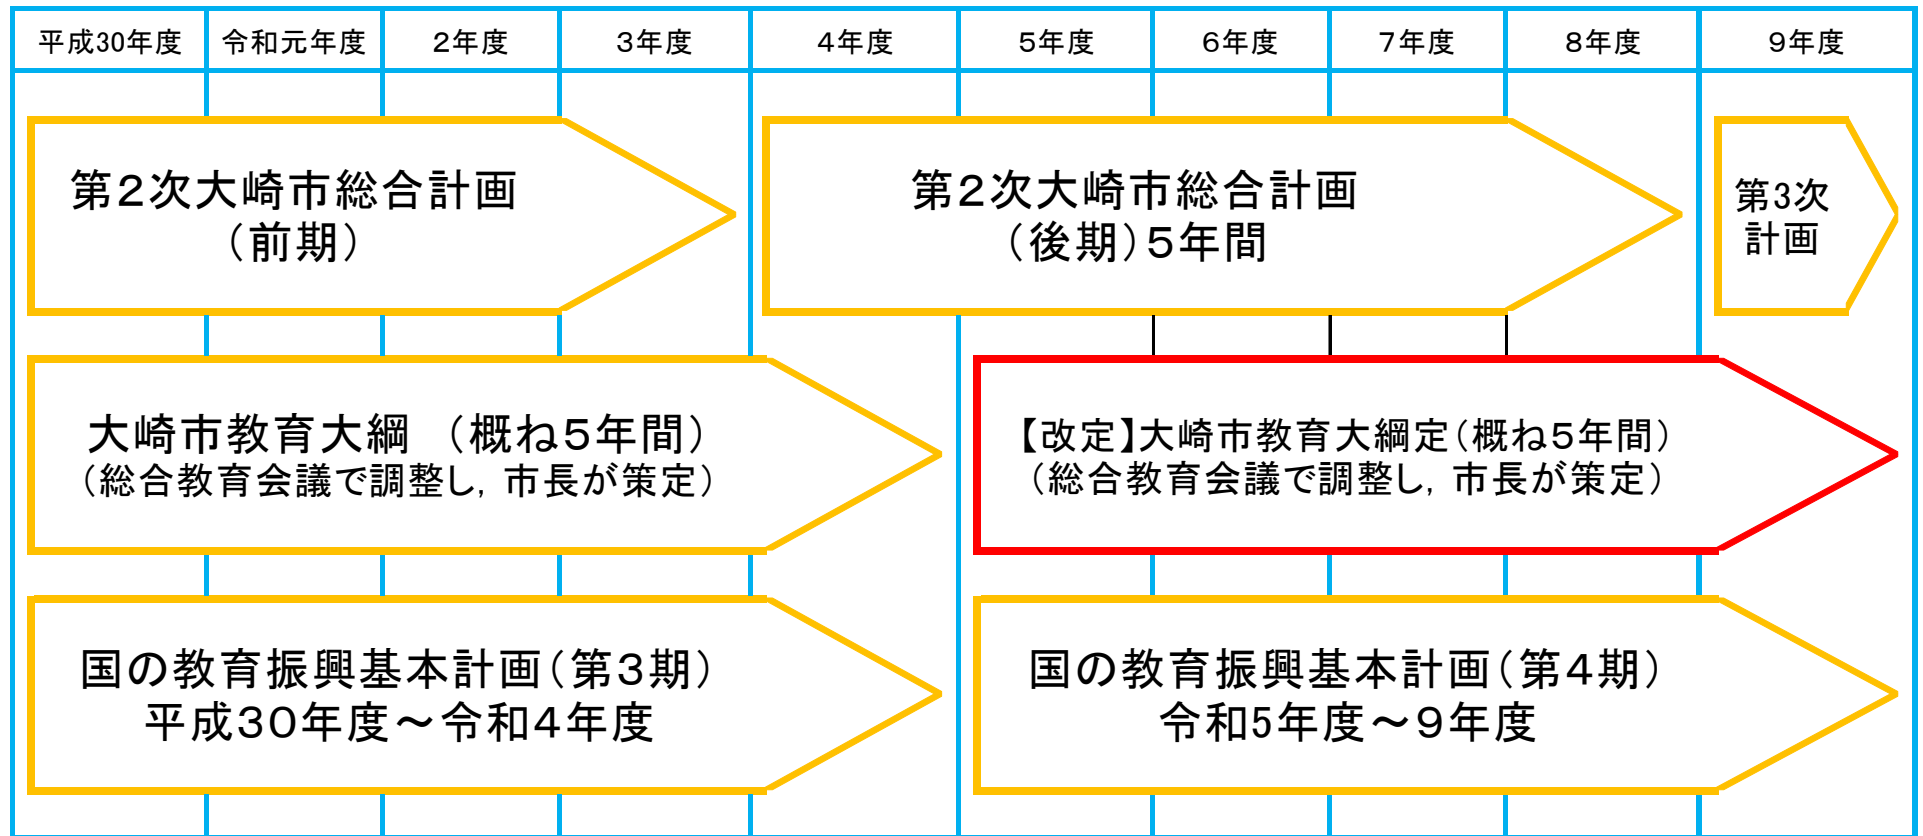 平成30年度 令和元年度 2年度 3年度 4年度 5年度 6年度 7年度 8年度 9年度
第2次大崎市総合計画
（前期）
第2次大崎市総合計画
（後期）5年間
第3次
計画
大崎市教育大綱 （概ね5年間）
（総合教育会議で調整し，市長が策定）
【改定】大崎市教育大綱定（概ね5年間）
（総合教育会議で調整し，市長が策定）
国の教育振興基本計画（第3期）
平成30年度～令和4年度
国の教育振興基本計画（第4期）
令和5年度～9年度